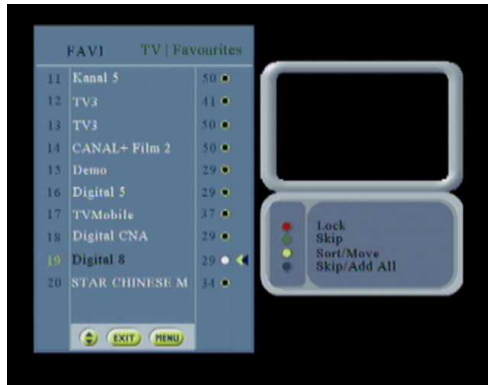 FAV1 TV | Favourites
11 Kanal 5 50
12 TV3 41
13 TV3 50
14 CANAL+ Film 2 50
15 Demo 29
16 Digital 5 29
17 TVMobile 37
18 Digital CNA 29
19 Digital 8 29
20 STAR CHINESE M 34
EXIT MENU
Lock
Skip
Sort/Move
Skip/Add All